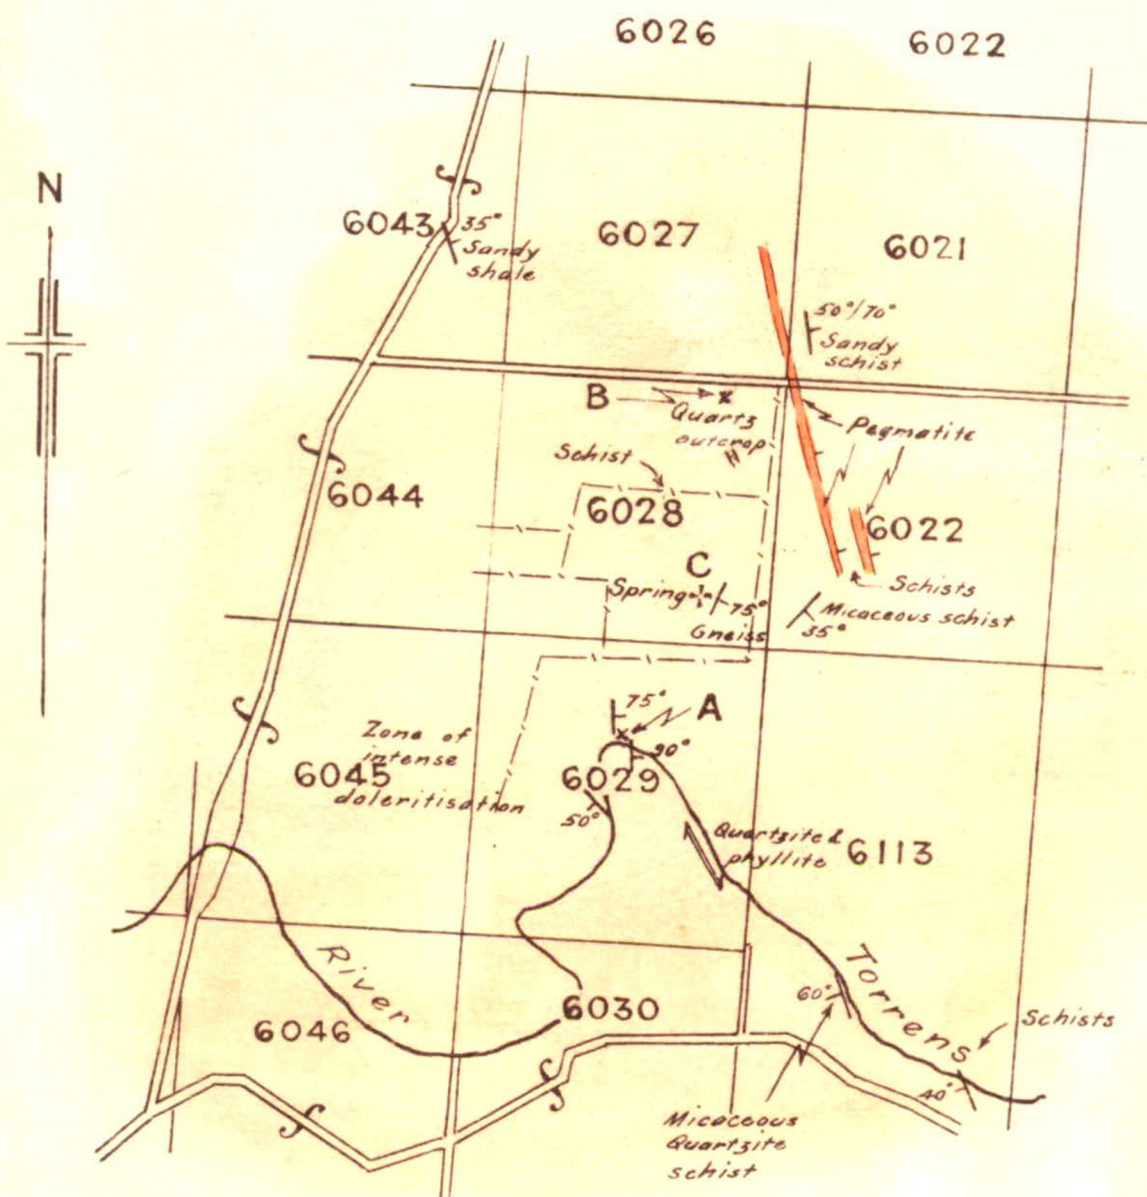 6026
6022
N
6043
35°
Sandy
shale
6027
6021
50°/70°
Sandy
schist
B
Quartz
outcrop
Pegmatite
Schist
6044
6028
6022
C
Spring
75°
Gneiss
Schists
Micaceous schist
35°
75°
A
90°
Zone of
intense
6045
doleritisation
6029
50°
Quartzite &
phyllite
6113
River
Torrens
60°
6030
6046
Schists
40°
Micaceous
Quartzite
schist